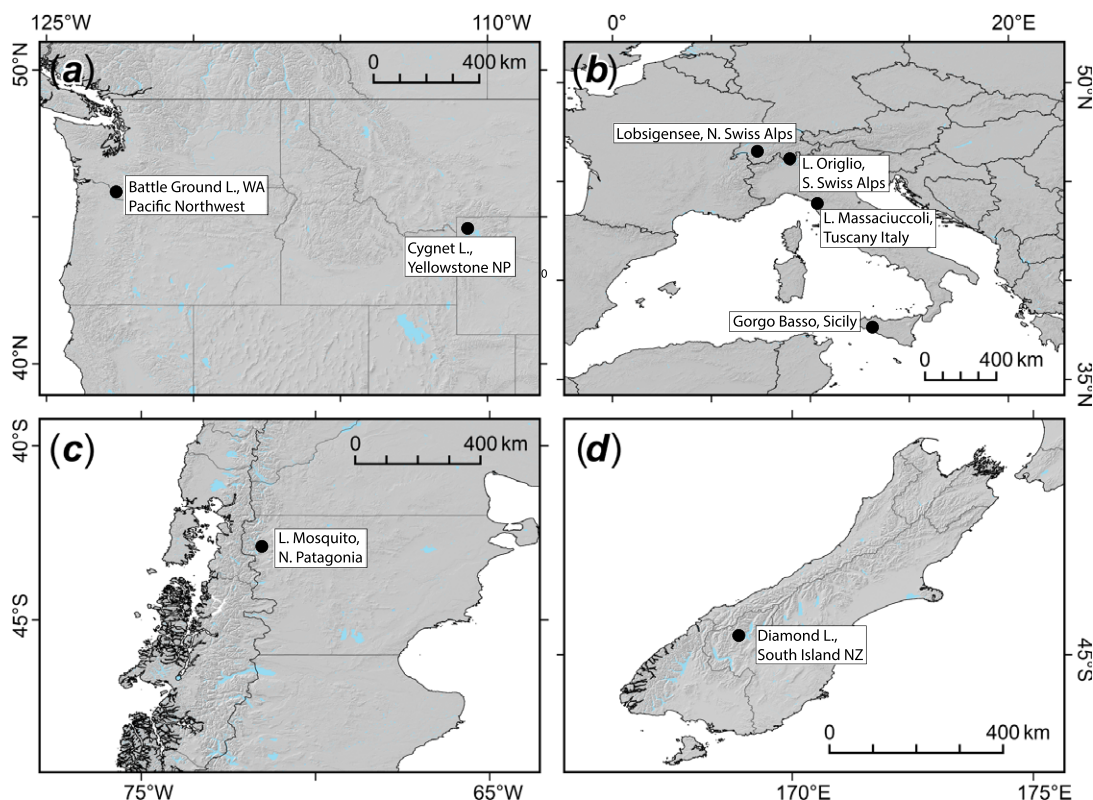 125°W
110°W
0°
20°E
50°N
(a)
0
400 km
Battle Ground L., WA
Pacific Northwest
Cygnet L.,
Yellowstone NP
40°N
0
(b)
50°N
Lobsigensee, N. Swiss Alps
L. Origlio,
S. Swiss Alps
L. Massaciuccoli,
Tuscany Italy
Gorgo Basso, Sicily
0
400 km
35°N
40°S
(c)
0
400 km
L. Mosquito,
N. Patagonia
45°S
75°W
65°W
(d)
Diamond L.,
South Island NZ
45°S
0
400 km
170°E
175°E